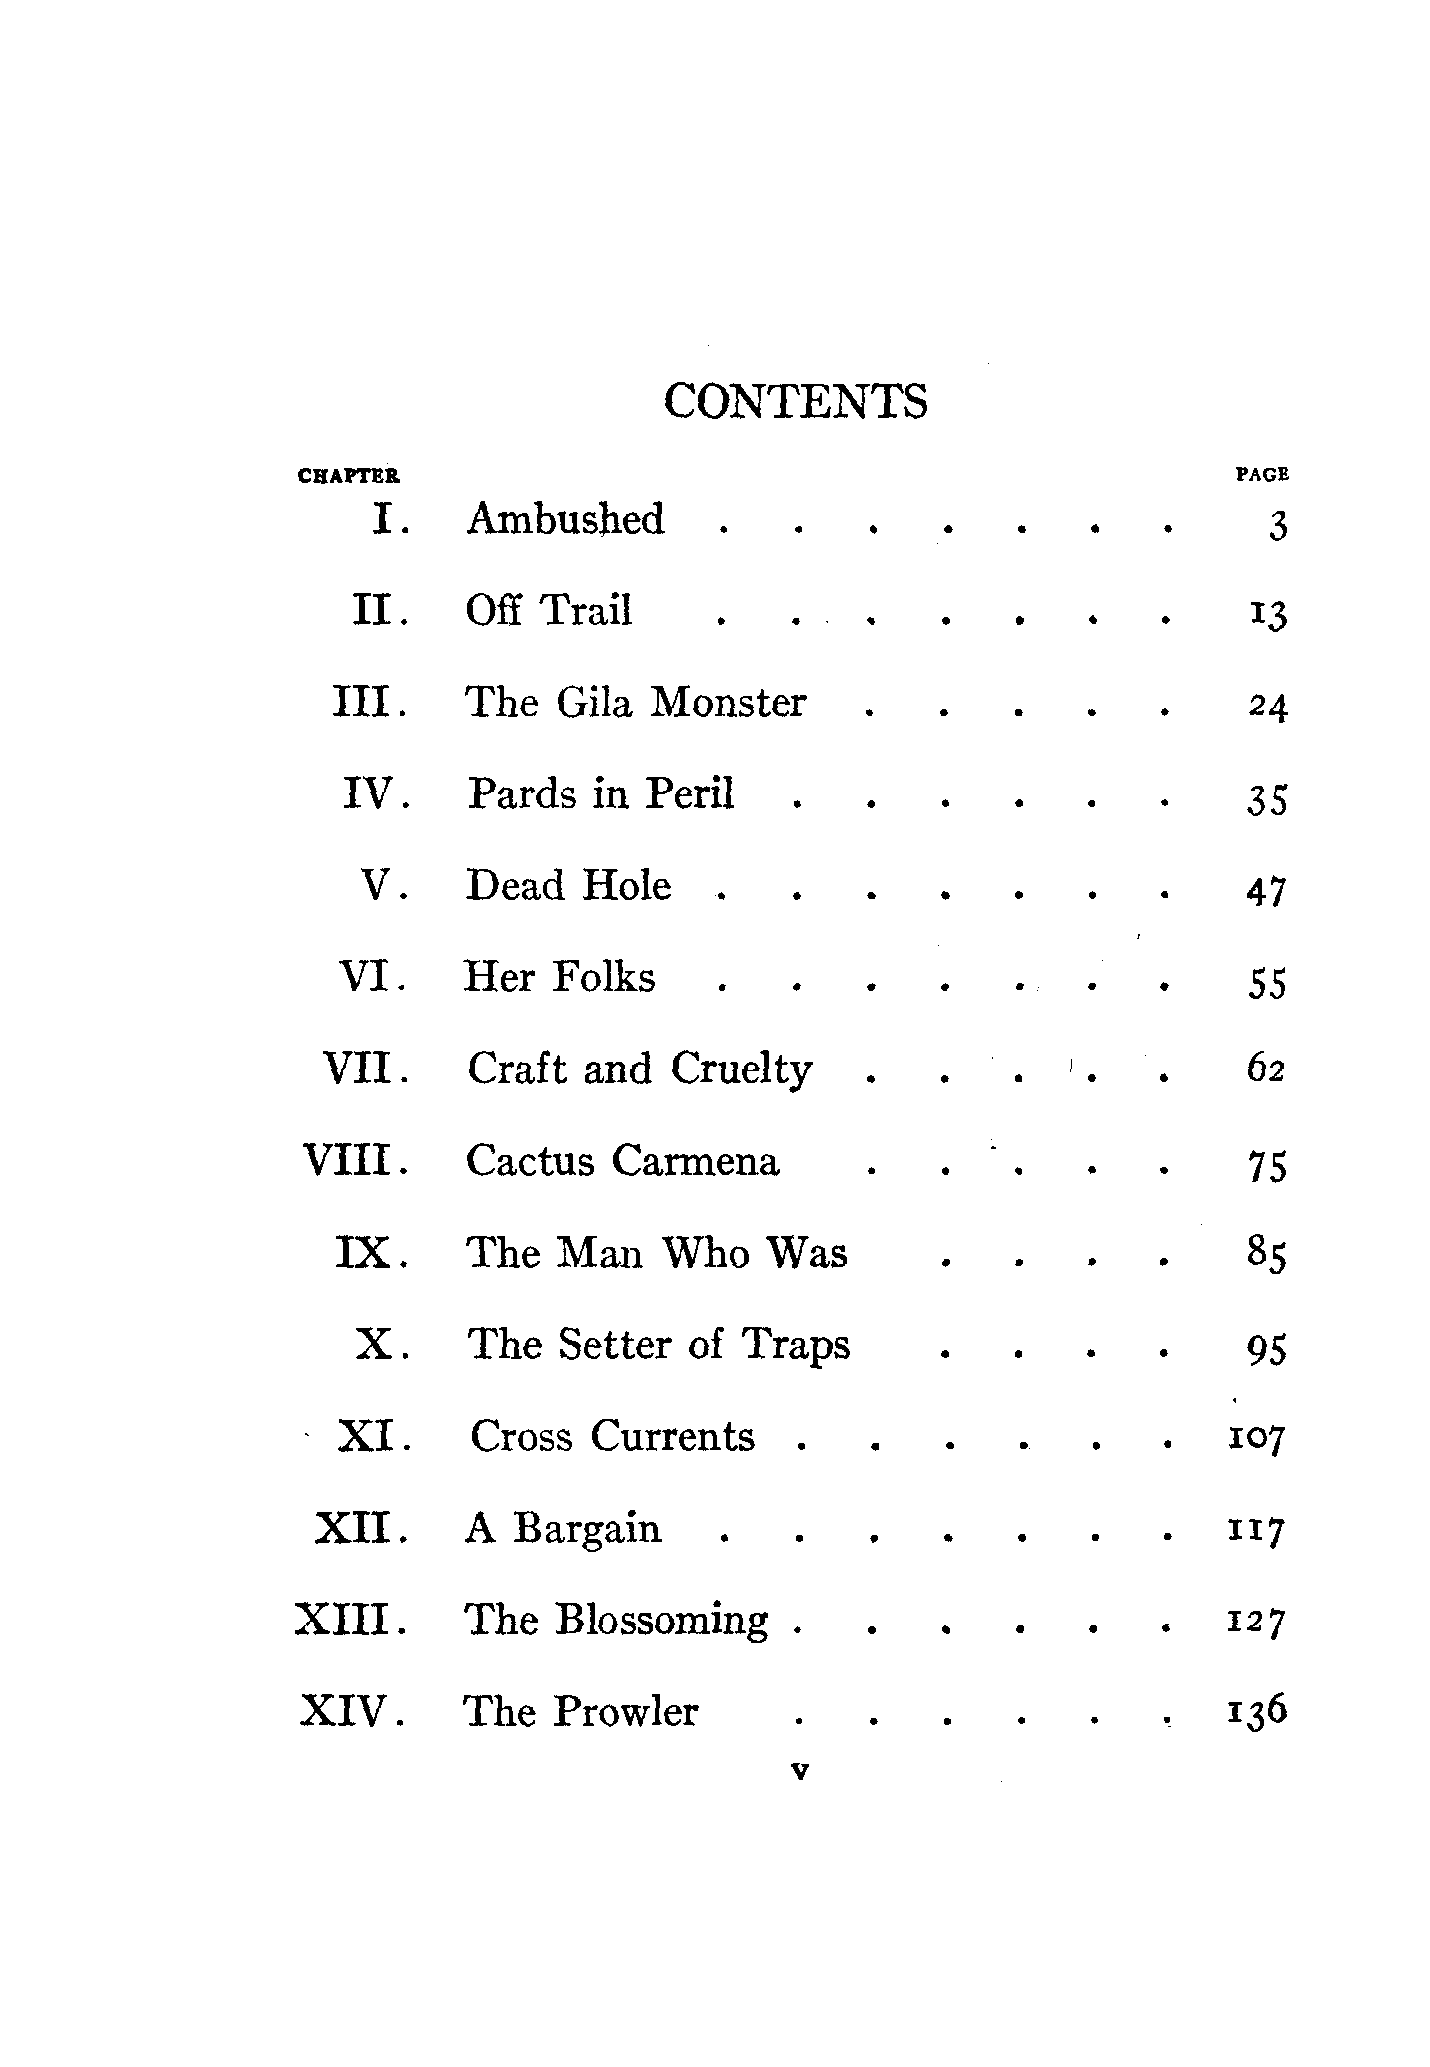 CONTENTS
CHAPTER PAGE
I. Ambushed . . . . . . . 3
II. Off Trail . . . . . . . 13
III. The Gila Monster . . . . . 24
IV. Pards in Peril . . . . . . 35
V. Dead Hole . . . . . . . 47
VI. Her Folks . . . . . . . 55
VII. Craft and Cruelty . . . . . 62
VIII. Cactus Carmena . . . . . 75
IX. The Man Who Was . . . . 85
X. The Setter of Traps . . . . 95
XI. Cross Currents . . . . . . 107
XII. A Bargain . . . . . . . 117
XIII. The Blossoming . . . . . . 127
XIV. The Prowler . . . . . . 136
v